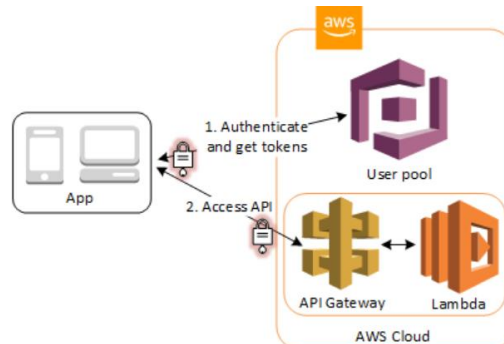 aws
1. Authenticate
and get tokens
User pool
App
2. Access API
API Gateway
Lambda
AWS Cloud